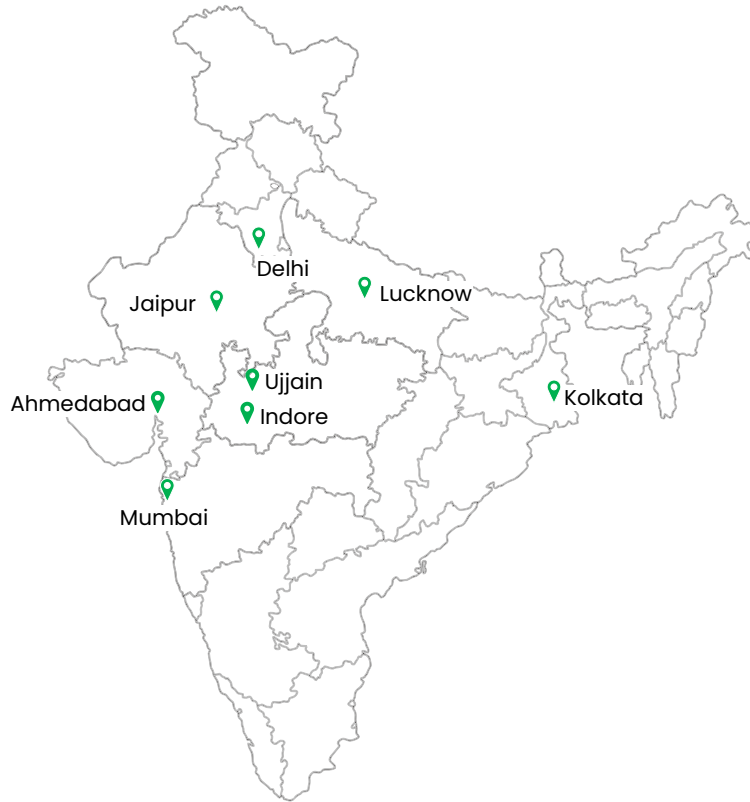 Delhi
Lucknow
Jaipur
Ujjain
Kolkata
Ahmedabad
Indore
Mumbai